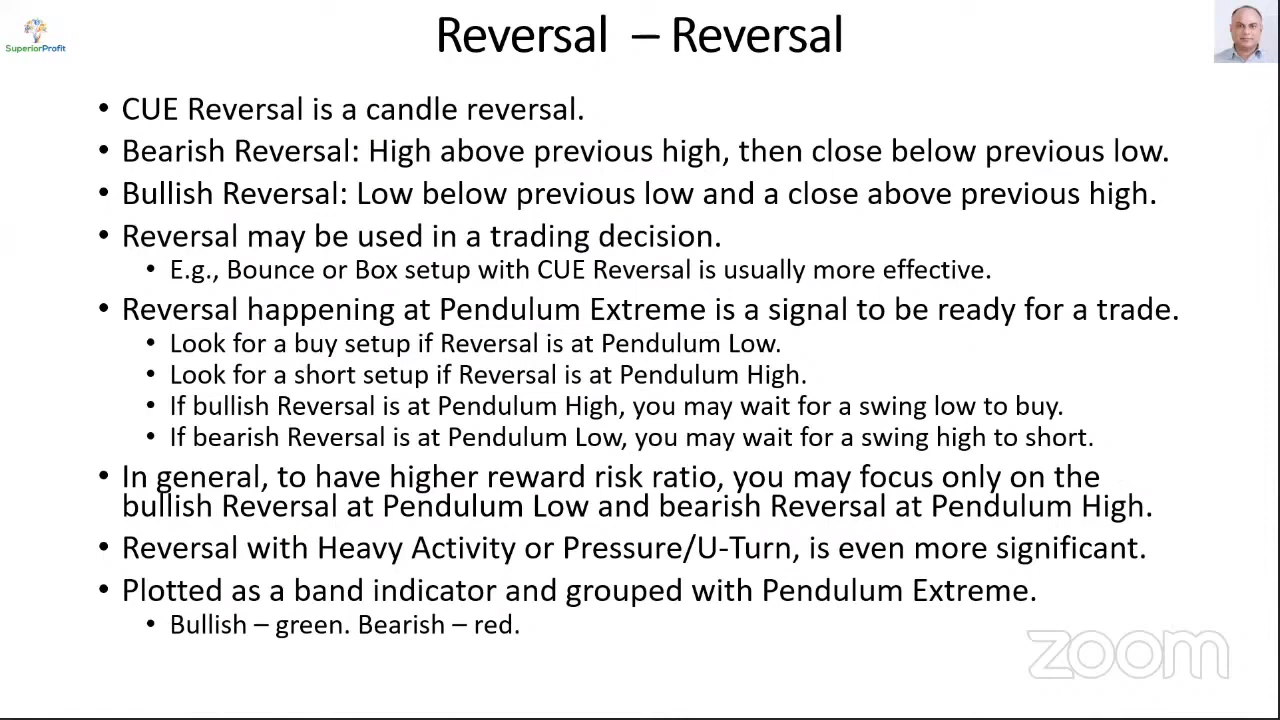 SuperiorProfit
Reversal – Reversal
• CUE Reversal is a candle reversal.
• Bearish Reversal: High above previous high, then close below previous low.
• Bullish Reversal: Low below previous low and a close above previous high.
• Reversal may be used in a trading decision.
• E.g., Bounce or Box setup with CUE Reversal is usually more effective.
• Reversal happening at Pendulum Extreme is a signal to be ready for a trade.
• Look for a buy setup if Reversal is at Pendulum Low.
• Look for a short setup if Reversal is at Pendulum High.
• If bullish Reversal is at Pendulum High, you may wait for a swing low to buy.
• If bearish Reversal is at Pendulum Low, you may wait for a swing high to short.
• In general, to have higher reward risk ratio, you may focus only on the
bullish Reversal at Pendulum Low and bearish Reversal at Pendulum High.
• Reversal with Heavy Activity or Pressure/U-Turn, is even more significant.
• Plotted as a band indicator and grouped with Pendulum Extreme.
• Bullish – green. Bearish – red.
zoom